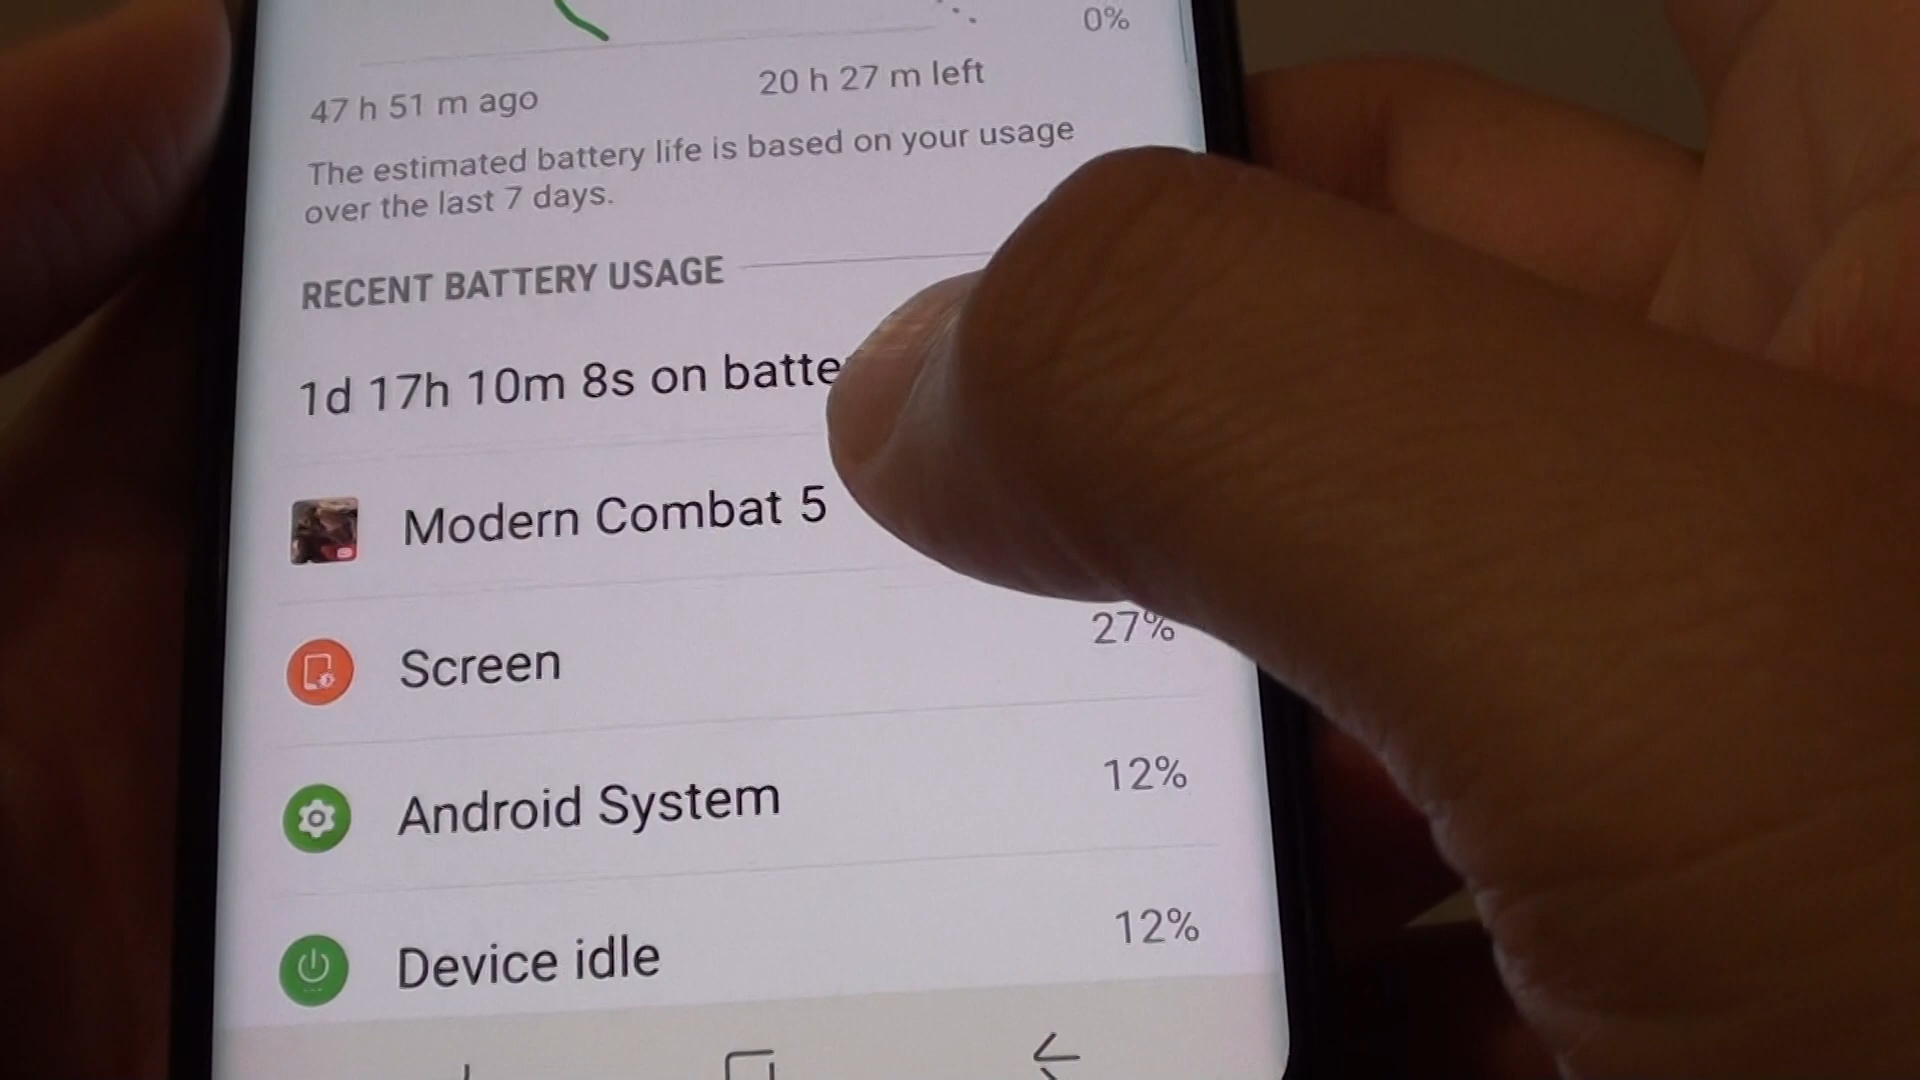 0%
47 h 51 m ago
20 h 27 m left
The estimated battery life is based on your usage
over the last 7 days.
RECENT BATTERY USAGE
1d 17h 10m 8s on batte
Modern Combat 5
Screen
27%
Android System
12%
Device idle
12%